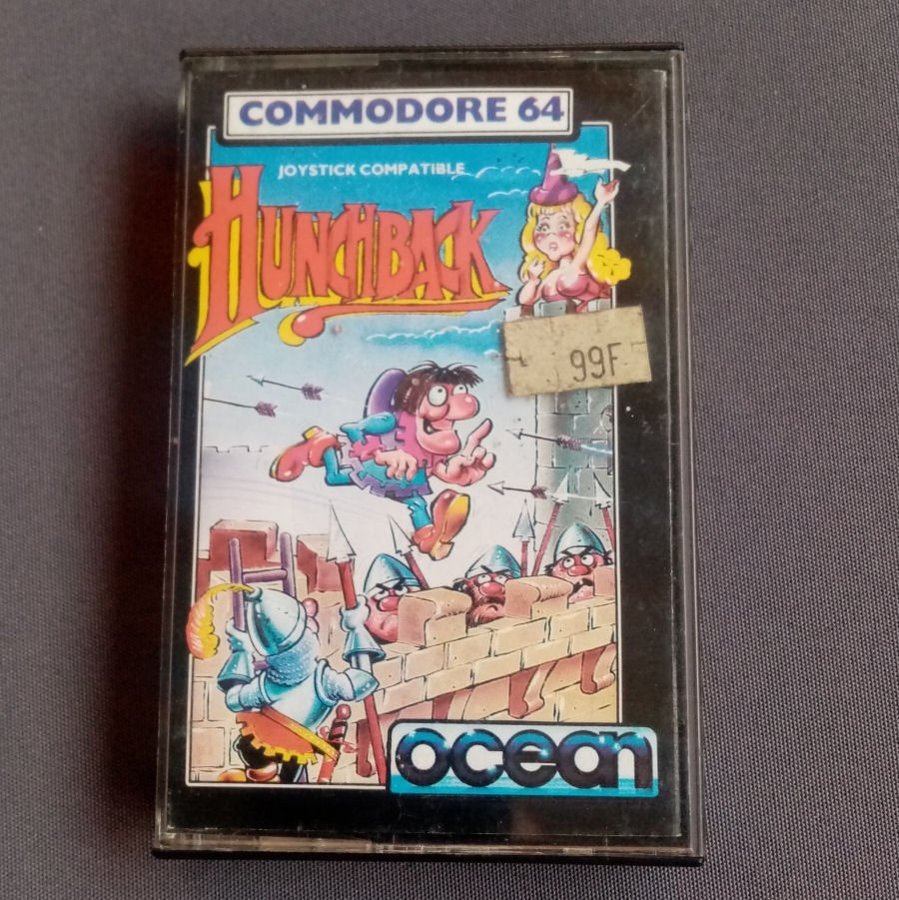 COMMODORE 64
JOYSTICK COMPATIBLE
HUNCHBACK
99F
ocean